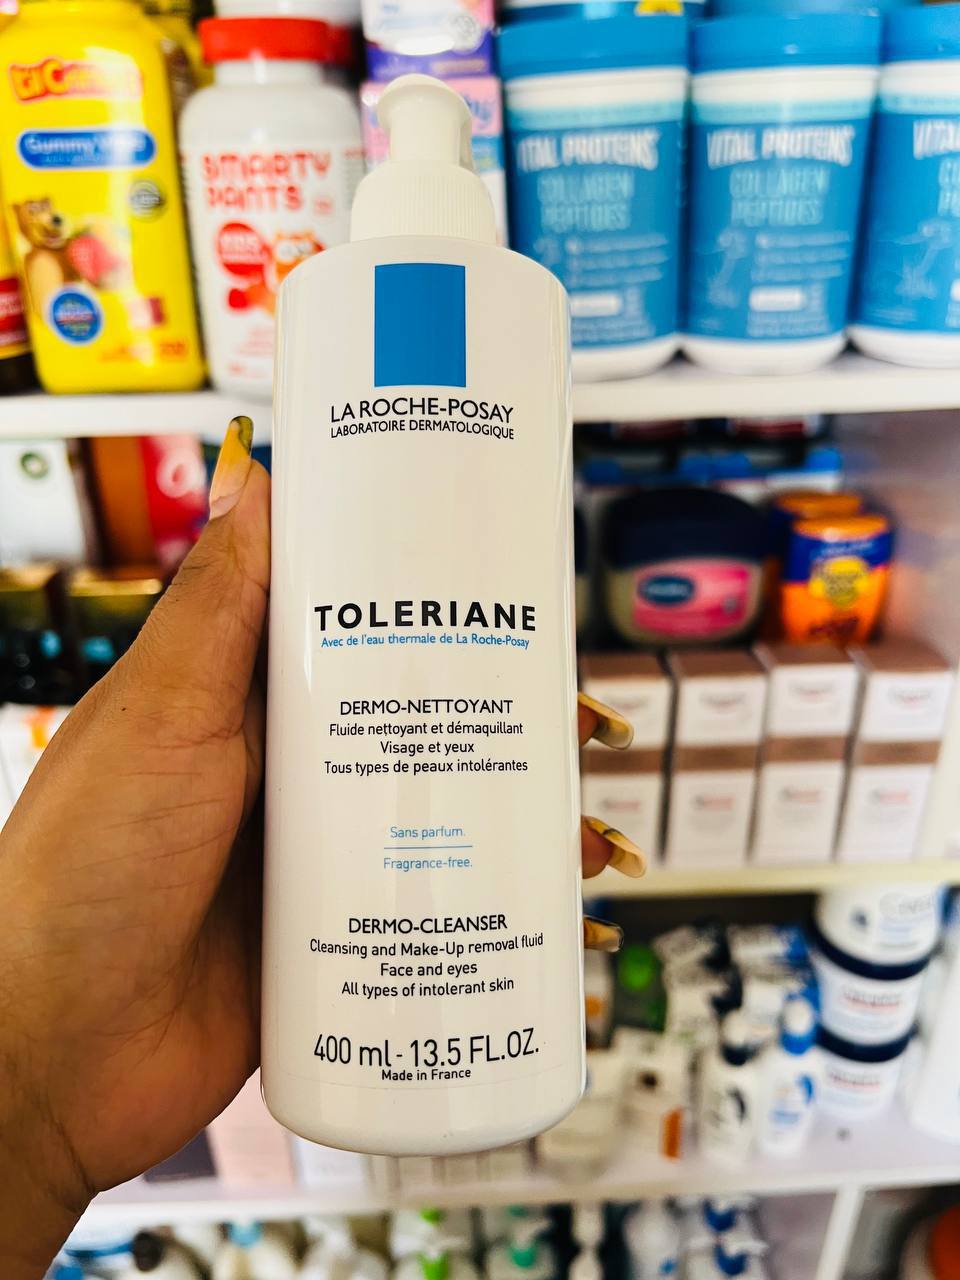 LA ROCHE-POSAY
LABORATOIRE DERMATOLOGIQUE
TOLERIANE
Avec de l'eau thermale de La Roche-Posay
DERMO-NETTOYANT
Fluide nettoyant et démaquillant
Visage et yeux
Tous types de peaux intolérantes
Sans parfum.
Fragrance-free.
DERMO-CLEANSER
Cleansing and Make-Up removal fluid
Face and eyes
All types of intolerant skin
400 ml - 13.5 FL.OZ.
Made in France
SMARTY
PANTS
VITAL PROTEINS
COLLAGEN
PEPTIDES
VITAL PROTEINS
COLLAGEN
PEPTIDES